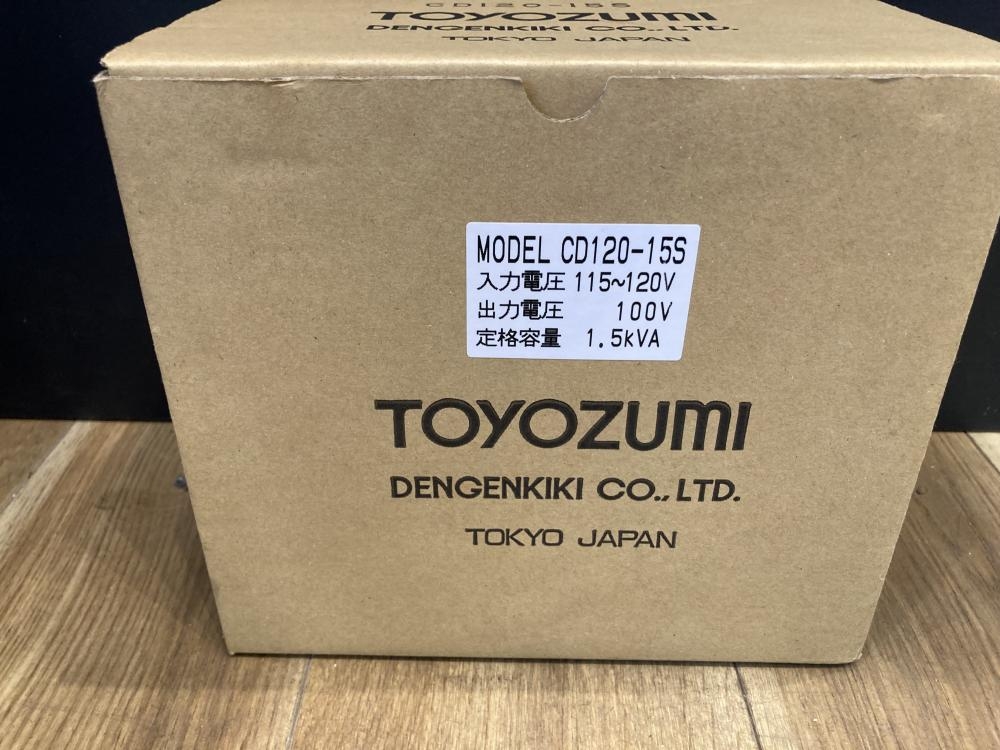 CD120-15S
TOYOZUMI
DENGENKIKI CO., LTD.
TOKYO JAPAN
MODEL CD120-15S
入力電圧 115~120V
出力電圧 100V
定格容量 1.5kVA
TOYOZUMI
DENGENKIKI CO., LTD.
TOKYO JAPAN